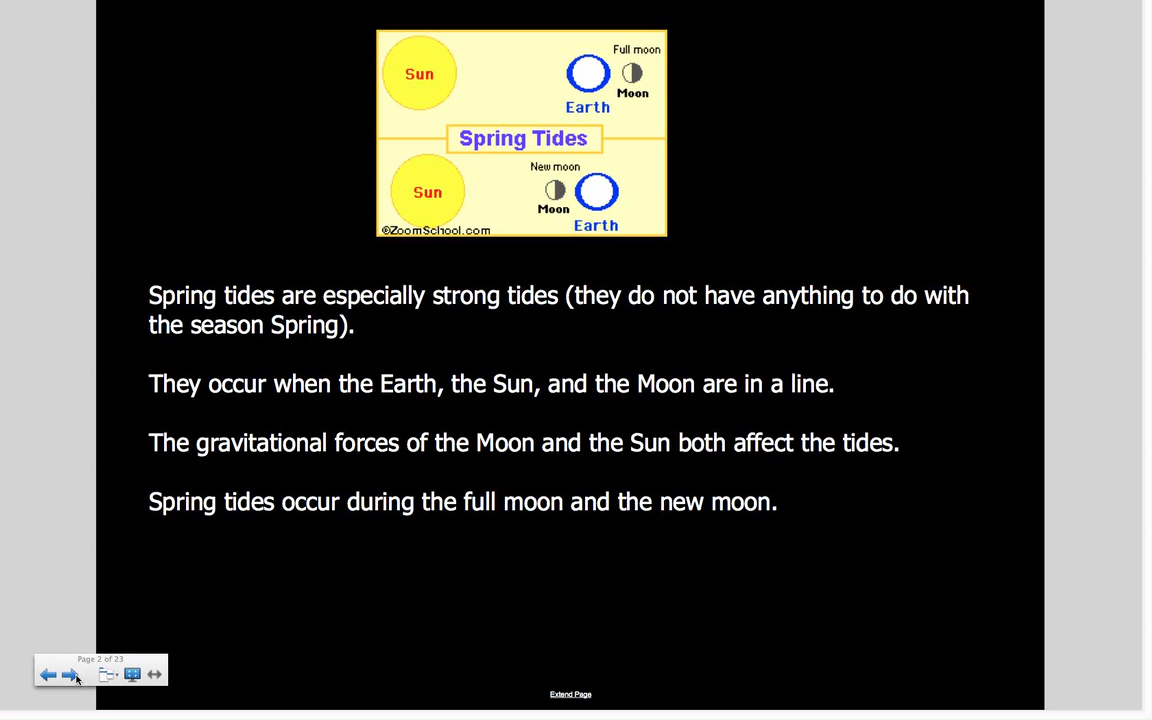 Sun
Full moon
Moon
Earth
Spring Tides
Sun
New moon
Moon
Earth
©ZoomSchool.com
Spring tides are especially strong tides (they do not have anything to do with
the season Spring).
They occur when the Earth, the Sun, and the Moon are in a line.
The gravitational forces of the Moon and the Sun both affect the tides.
Spring tides occur during the full moon and the new moon.
Page 2 of 23
Extend Page